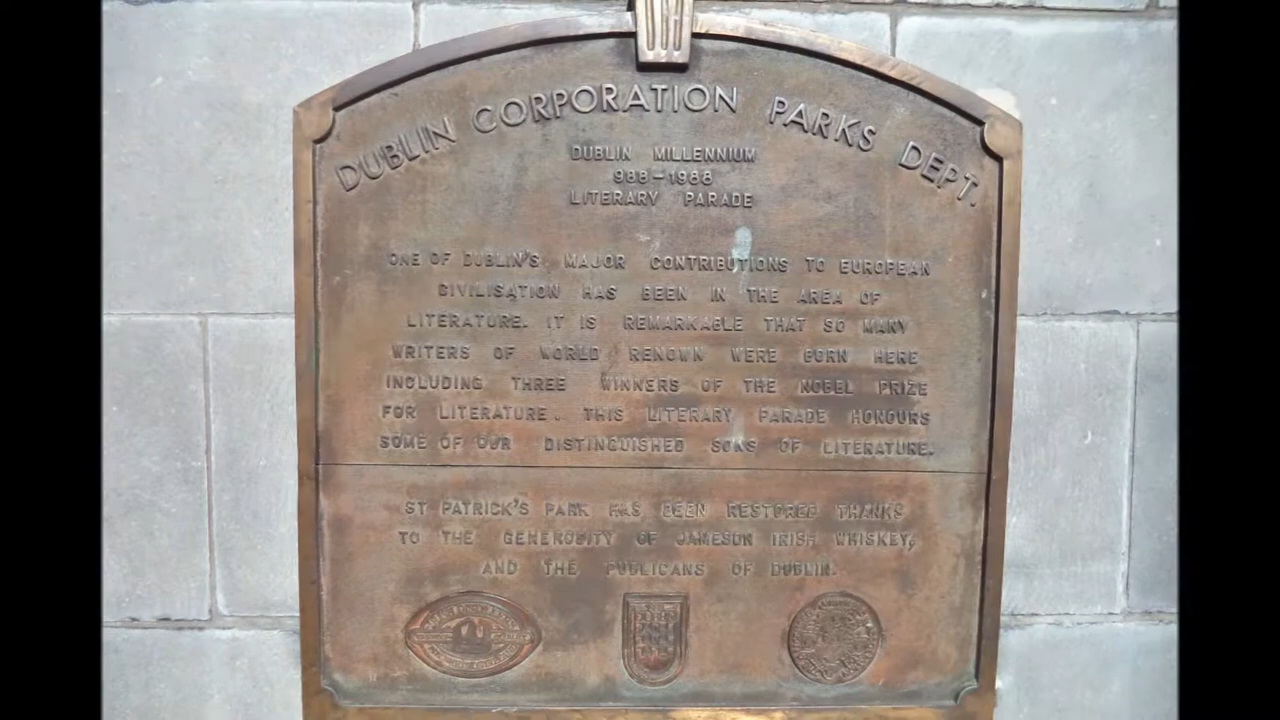 DUBLIN CORPORATION PARKS DEPT.
DUBLIN MILLENNIUM
988-1988
LITERARY PARADE
ONE OF DUBLIN'S MAJOR CONTRIBUTIONS TO EUROPEAN
CIVILISATION HAS BEEN IN THE AREA OF
LITERATURE. IT IS REMARKABLE THAT SO MANY
WRITERS OF WORLD RENOWN WERE BORN HERE
INCLUDING THREE WINNERS OF THE NOBEL PRIZE
FOR LITERATURE. THIS LITERARY PARADE HONOURS
SOME OF OUR DISTINGUISHED SONS OF LITERATURE.
ST PATRICK'S PARK HAS BEEN RESTORED THANKS
TO THE GENEROSITY OF JAMESON IRISH WHISKEY,
AND THE PUBLICANS OF DUBLIN.